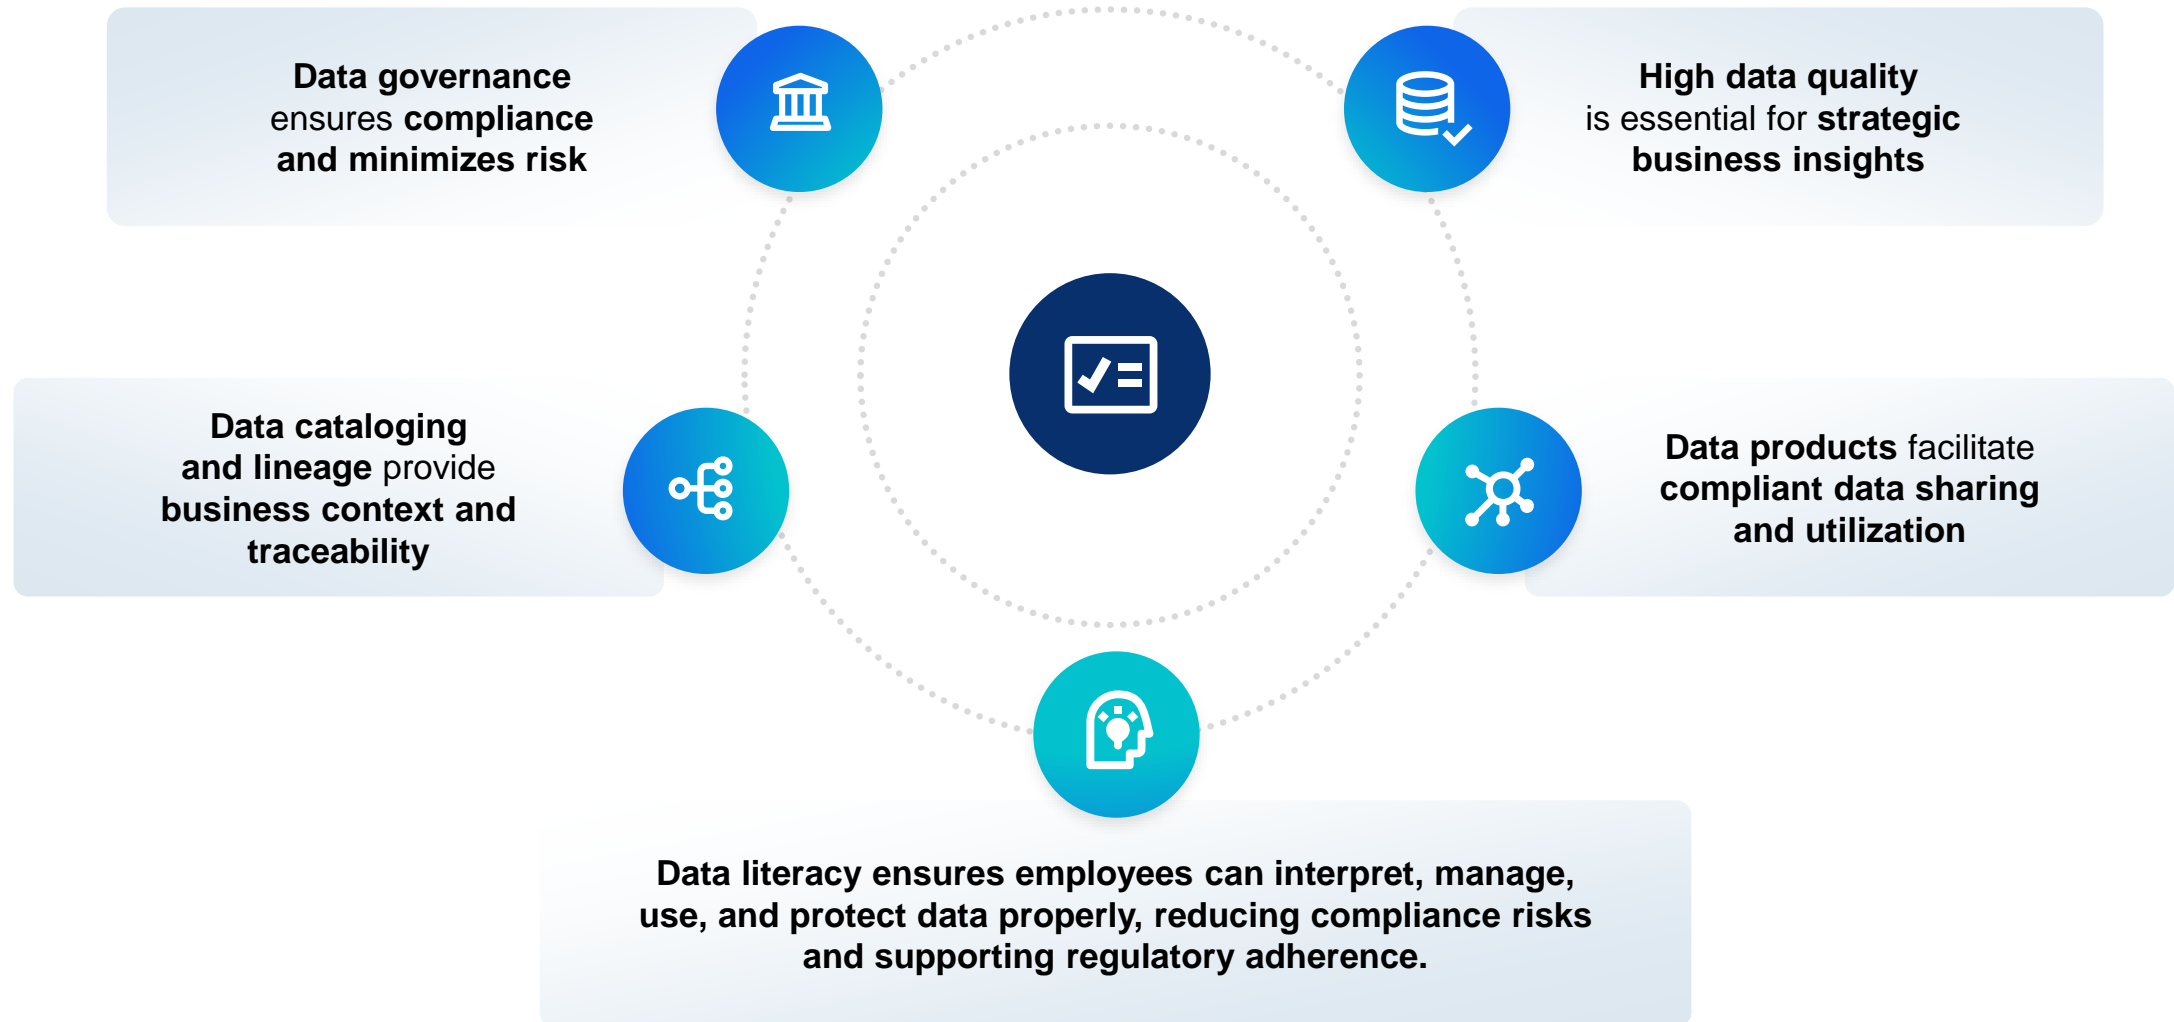 Data governance
ensures compliance
and minimizes risk
High data quality
is essential for strategic
business insights
Data cataloging
and lineage provide
business context and
traceability
Data products facilitate
compliant data sharing
and utilization
Data literacy ensures employees can interpret, manage,
use, and protect data properly, reducing compliance risks
and supporting regulatory adherence.